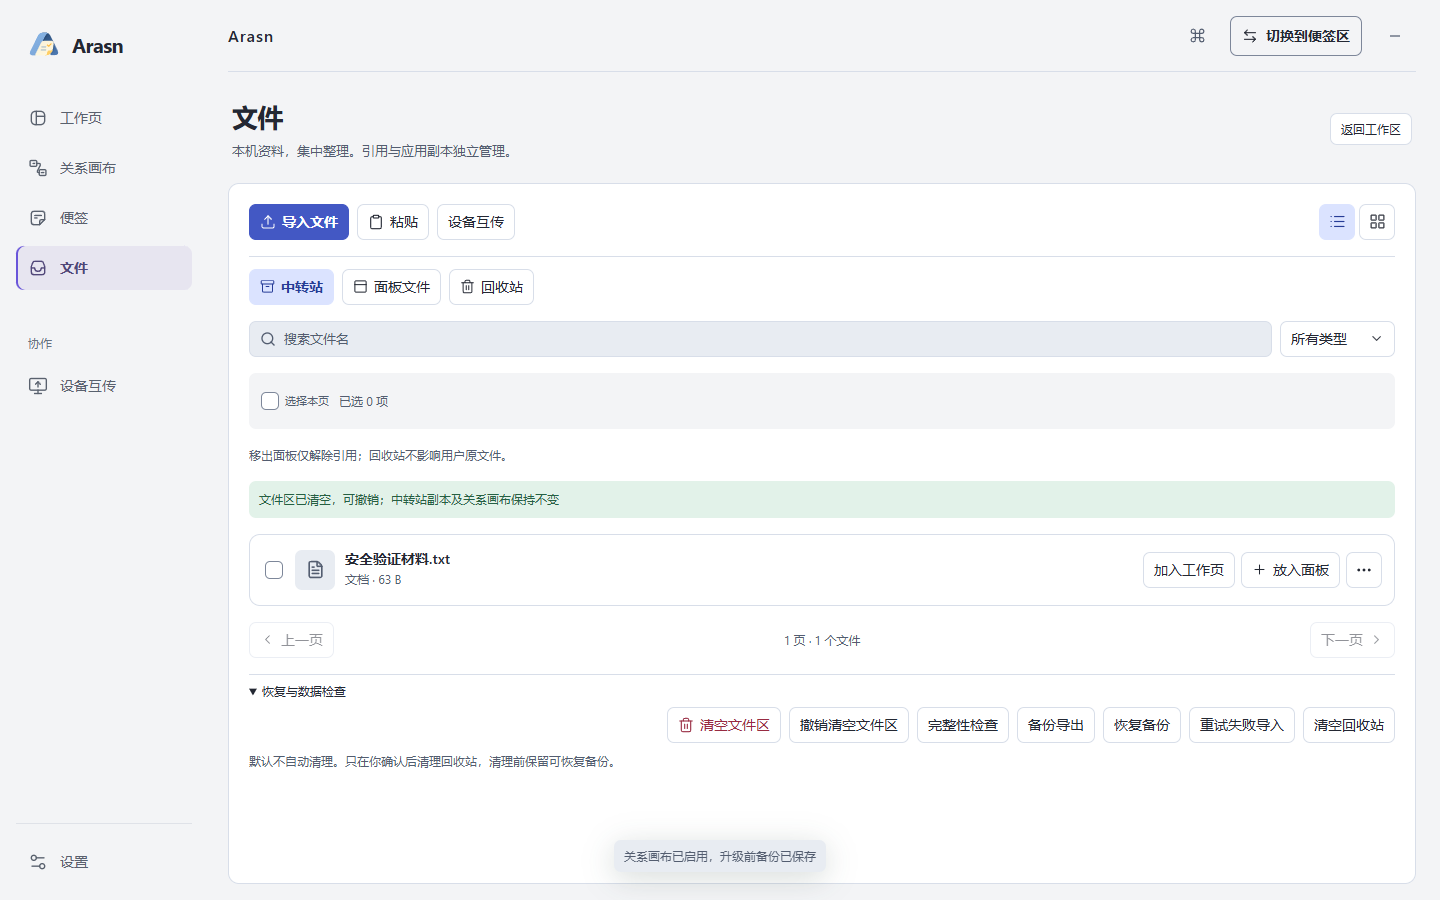 Arasn
工作页
关系画布
便签
文件
协作
设备互传
设置
Arasn
切换到便签区
文件
本机资料，集中整理。引用与应用副本独立管理。
返回工作区
导入文件
粘贴
设备互传
中转站
面板文件
回收站
搜索文件名
所有类型
选择本页 已选 0 项
移出面板仅解除引用；回收站不影响用户原文件。
文件区已清空，可撤销；中转站副本及关系画布保持不变
安全验证材料.txt
文档 · 63 B
加入工作页
放入面板
上一页
1 页 · 1 个文件
下一页
恢复与数据检查
清空文件区
撤销清空文件区
完整性检查
备份导出
恢复备份
重试失败导入
清空回收站
默认不自动清理。只在你确认后清理回收站，清理前保留可恢复备份。
关系画布已启用，升级前备份已保存